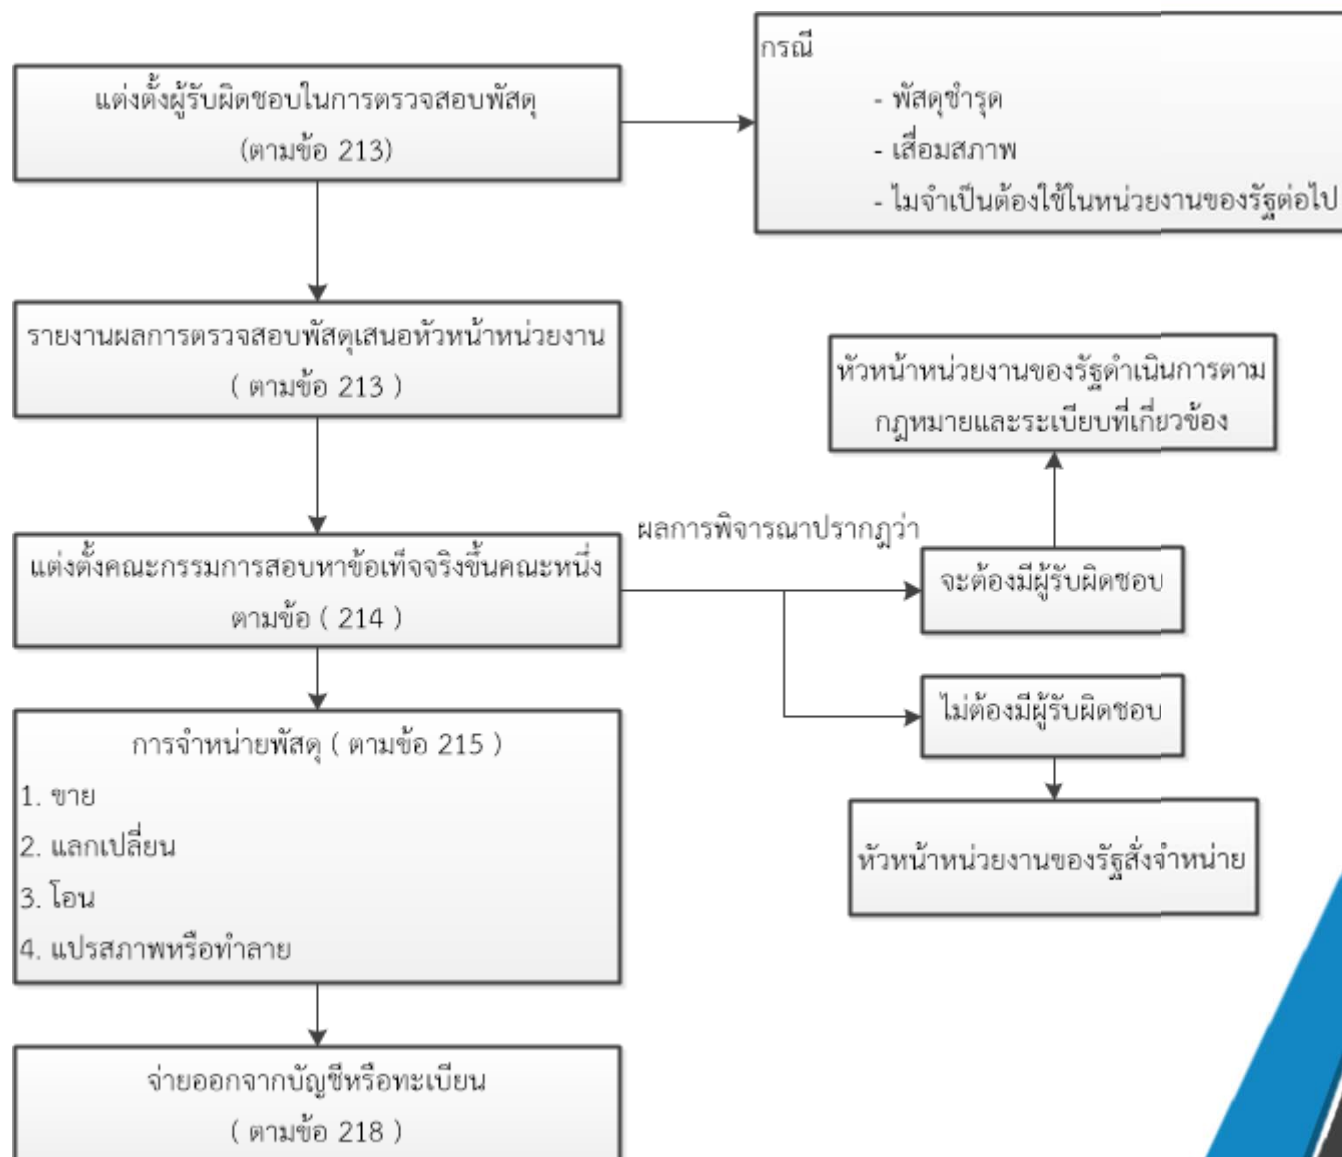 แต่งตั้งผู้รับผิดชอบในการตรวจสอบพัสดุ
(ตามข้อ 213)
กรณี
- พัสดุชำรุด
- เสื่อมสภาพ
- ไมจำเป็นต้องใช้ในหน่วยงานของรัฐต่อไป
รายงานผลการตรวจสอบพัสดุเสนอหัวหน้าหน่วยงาน
( ตามข้อ 213 )
หัวหน้าหน่วยงานของรัฐดำเนินการตาม
กฎหมายและระเบียบที่เกี่ยวข้อง
แต่งตั้งคณะกรรมการสอบหาข้อเท็จจริงขึ้นคณะหนึ่ง
ตามข้อ ( 214 )
ผลการพิจารณาปรากฏว่า
จะต้องมีผู้รับผิดชอบ
ไม่ต้องมีผู้รับผิดชอบ
หัวหน้าหน่วยงานของรัฐสั่งจำหน่าย
การจำหน่ายพัสดุ ( ตามข้อ 215 )
1. ขาย
2. แลกเปลี่ยน
3. โอน
4. แปรสภาพหรือทำลาย
จ่ายออกจากบัญชีหรือทะเบียน
( ตามข้อ 218 )